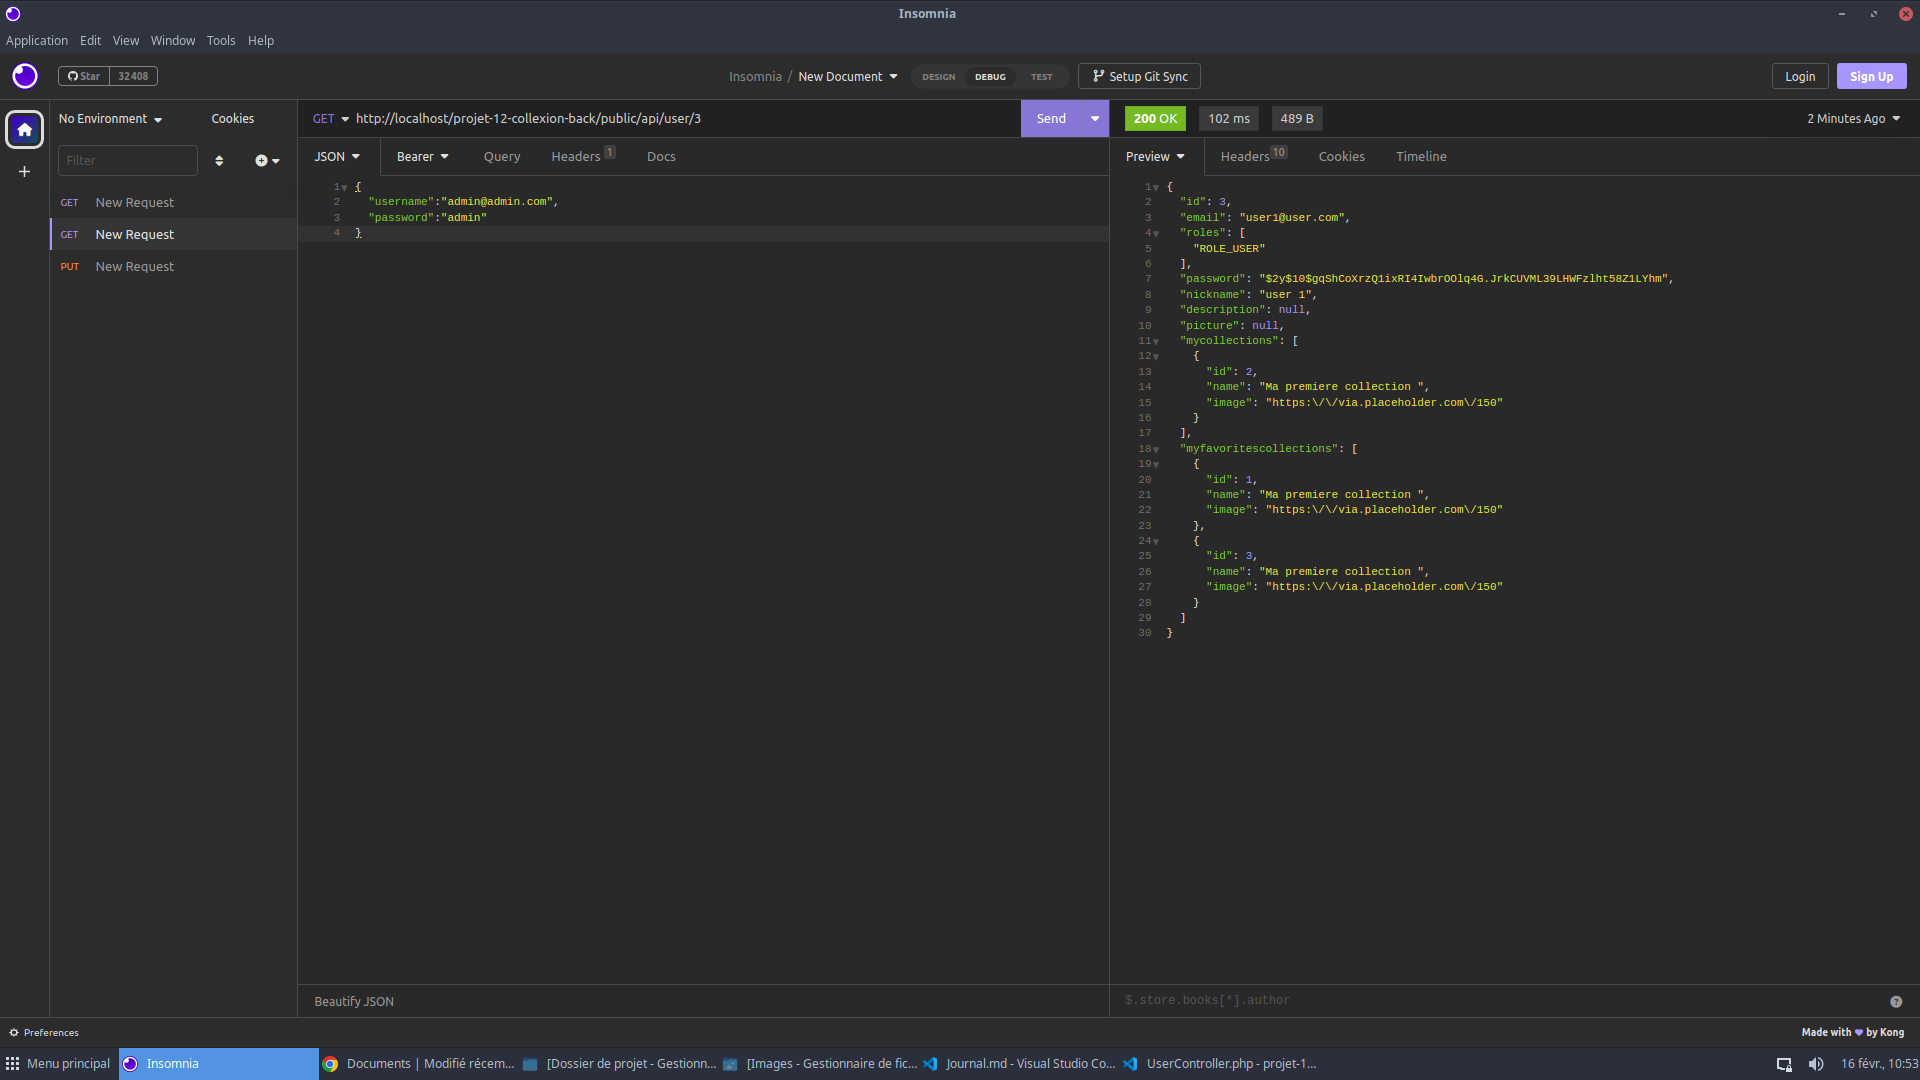 Insomnia
Application Edit View Window Tools Help
Star 32408
Insomnia / New Document
DESIGN DEBUG TEST
Setup Git Sync
Login Sign Up
No Environment Cookies
Filter
GET New Request
GET New Request
PUT New Request
GET http://localhost/projet-12-collexion-back/public/api/user/3 Send
JSON Bearer Query Headers 1 Docs
1 {
2 "username":"admin@admin.com",
3 "password":"admin"
4 }
Beautify JSON
200 OK 102 ms 489 B 2 Minutes Ago
Preview Headers 10 Cookies Timeline
1 {
2 "id": 3,
3 "email": "user1@user.com",
4 "roles": [
5 "ROLE_USER"
6 ],
7 "password": "$2y$10$gqShCoXrzQ1ixRI4IwbrOOlq4G.JrkCUVML39LHWFzlht58Z1LYhm",
8 "nickname": "user 1",
9 "description": null,
10 "picture": null,
11 "mycollections": [
12 {
13 "id": 2,
14 "name": "Ma premiere collection ",
15 "image": "https:\/\/via.placeholder.com\/150"
16 }
17 ],
18 "myfavoritescollections": [
19 {
20 "id": 1,
21 "name": "Ma premiere collection ",
22 "image": "https:\/\/via.placeholder.com\/150"
23 },
24 {
25 "id": 3,
26 "name": "Ma premiere collection ",
27 "image": "https:\/\/via.placeholder.com\/150"
28 }
29 ]
30 }
$.store.books[*].author
Preferences
Made with by Kong
Menu principal Insomnia Documents | Modifié récem... [Dossier de projet - Gestionn... [Images - Gestionnaire de fic... Journal.md - Visual Studio Co... UserController.php - projet-1... 16 févr., 10:53